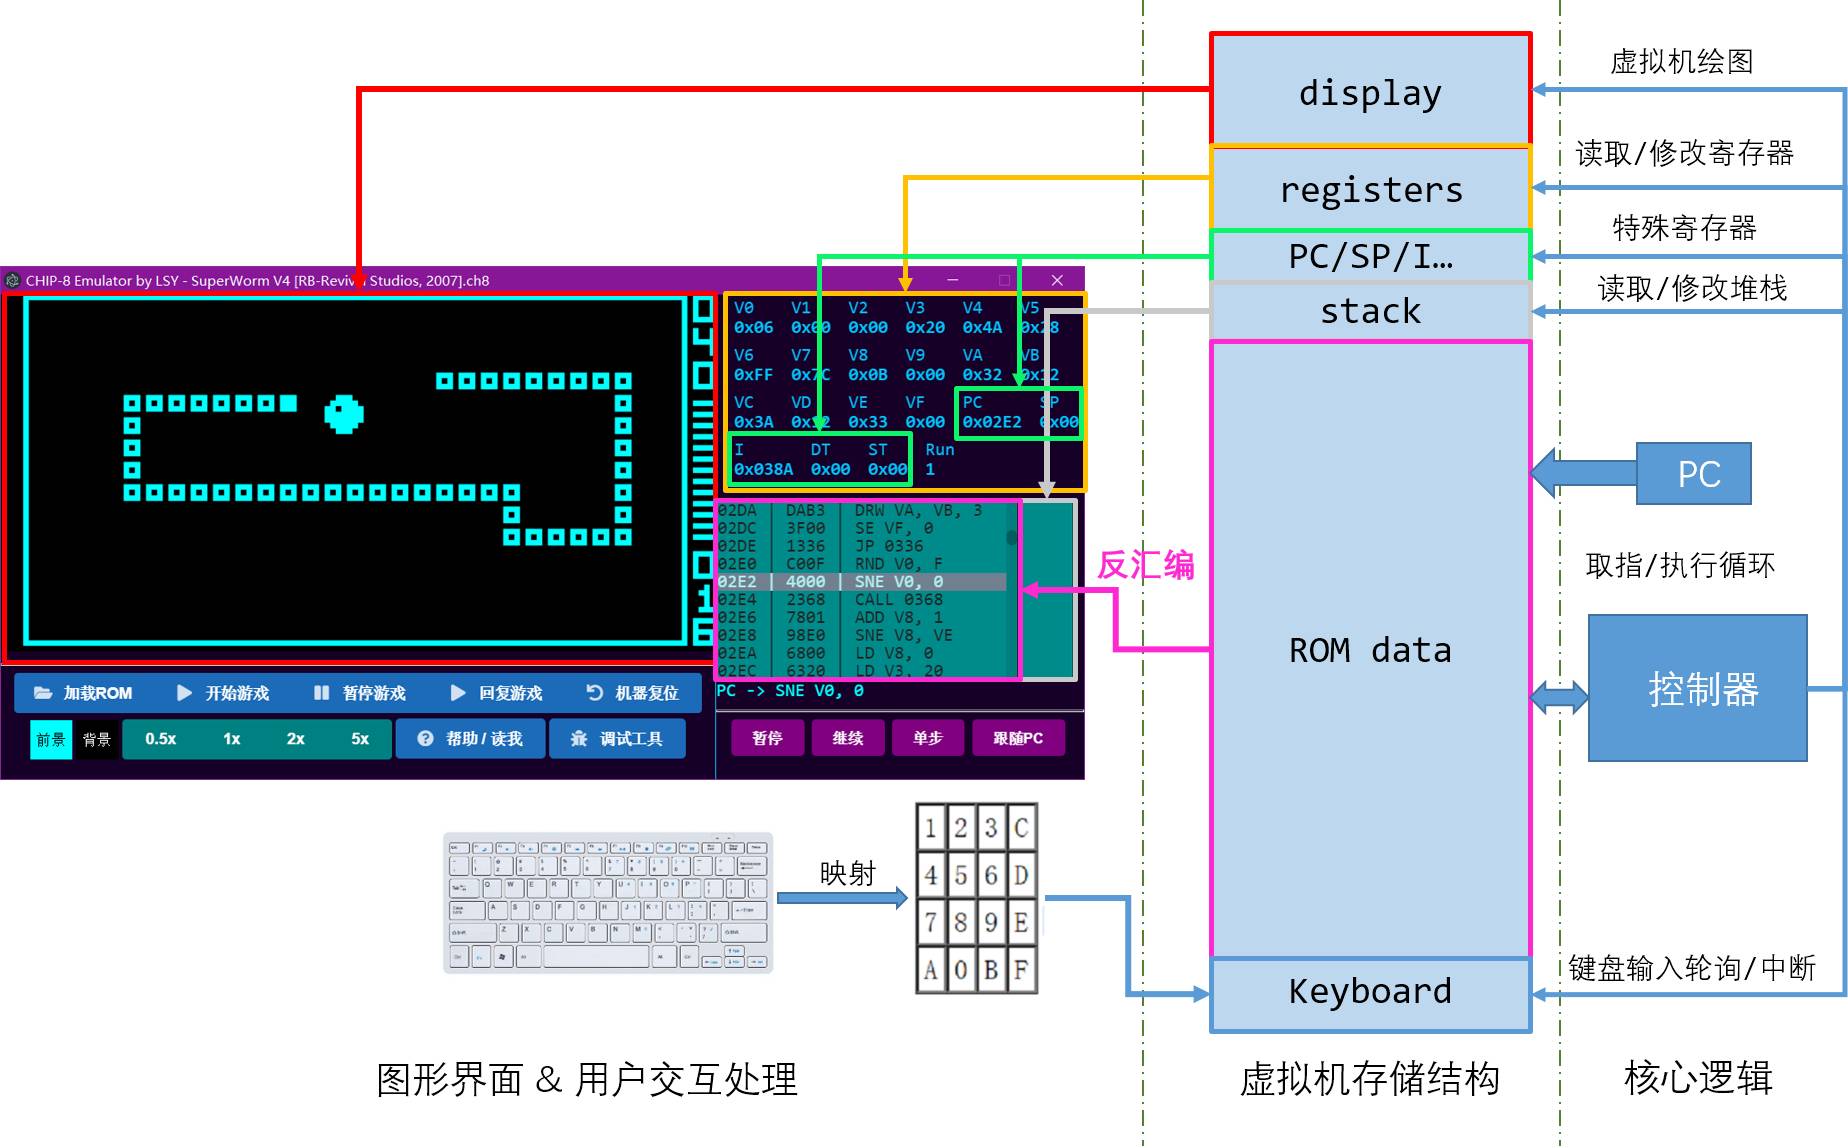 display
虚拟机绘图
registers
读取/修改寄存器
PC/SP/I…
特殊寄存器
stack
读取/修改堆栈
CHIP-8 Emulator by LSY - SuperWorm V4 [RB-Revival Studios, 2007].ch8
V0 V1 V2 V3 V4 V5
0x06 0x00 0x00 0x20 0x4A 0x28
V6 V7 V8 V9 VA VB
0xFF 0x7C 0x0B 0x00 0x32 0x12
VC VD VE VF PC SP
0x3A 0x12 0x33 0x00 0x02E2 0x00
I DT ST Run
0x038A 0x00 0x00 1
02DA | DAB3 | DRW VA, VB, 3
02DC | 3F00 | SE VF, 0
02DE | 1336 | JP 0336
02E0 | C00F | RND V0, F
02E2 | 4000 | SNE V0, 0
02E4 | 2368 | CALL 0368
02E6 | 7801 | ADD V8, 1
02E8 | 98E0 | SNE V8, VE
02EA | 6800 | LD V8, 0
02EC | 6320 | LD V3, 20
PC -> SNE V0, 0
反汇编
ROM data
PC
取指/执行循环
控制器
加载ROM 开始游戏 暂停游戏 回复游戏 机器复位
前景 背景 0.5x 1x 2x 5x 帮助 / 读我 调试工具
暂停 继续 单步 跟随PC
映射
1 2 3 C
4 5 6 D
7 8 9 E
A 0 B F
Keyboard
键盘输入轮询/中断
图形界面 & 用户交互处理
虚拟机存储结构
核心逻辑